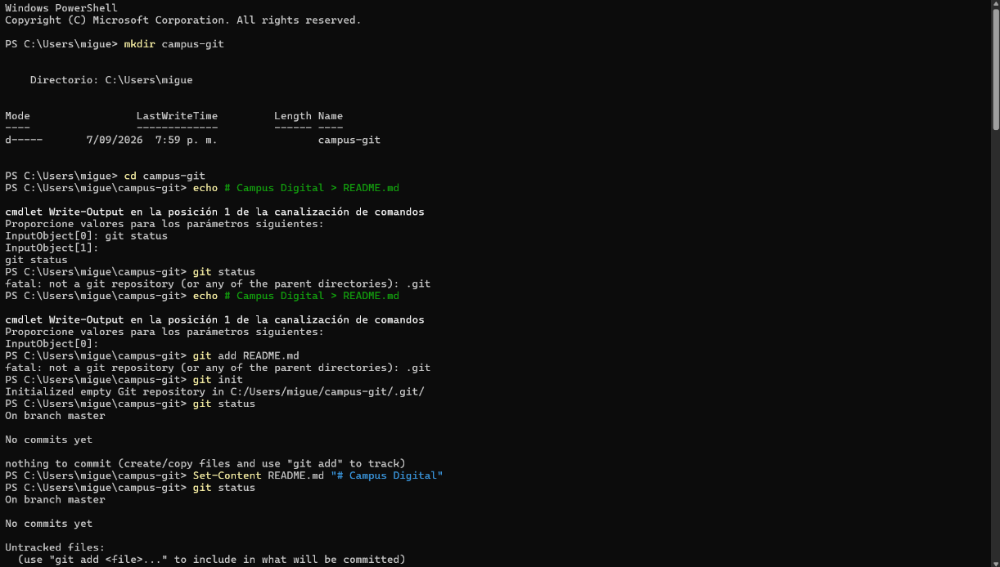 Windows PowerShell
Copyright (C) Microsoft Corporation. All rights reserved.
PS C:\Users\migue> mkdir campus-git
Directorio: C:\Users\migue
Mode                 LastWriteTime         Length Name
----                 -------------         ------ ----
d-----       7/09/2026  7:59 p. m.                campus-git
PS C:\Users\migue> cd campus-git
PS C:\Users\migue\campus-git> echo # Campus Digital > README.md
cmdlet Write-Output en la posición 1 de la canalización de comandos
Proporcione valores para los parámetros siguientes:
InputObject[0]: git status
InputObject[1]:
git status
PS C:\Users\migue\campus-git> git status
fatal: not a git repository (or any of the parent directories): .git
PS C:\Users\migue\campus-git> echo # Campus Digital > README.md
cmdlet Write-Output en la posición 1 de la canalización de comandos
Proporcione valores para los parámetros siguientes:
InputObject[0]:
PS C:\Users\migue\campus-git> git add README.md
fatal: not a git repository (or any of the parent directories): .git
PS C:\Users\migue\campus-git> git init
Initialized empty Git repository in C:/Users/migue/campus-git/.git/
PS C:\Users\migue\campus-git> git status
On branch master
No commits yet
nothing to commit (create/copy files and use "git add" to track)
PS C:\Users\migue\campus-git> Set-Content README.md "# Campus Digital"
PS C:\Users\migue\campus-git> git status
On branch master
No commits yet
Untracked files:
  (use "git add <file>..." to include in what will be committed)